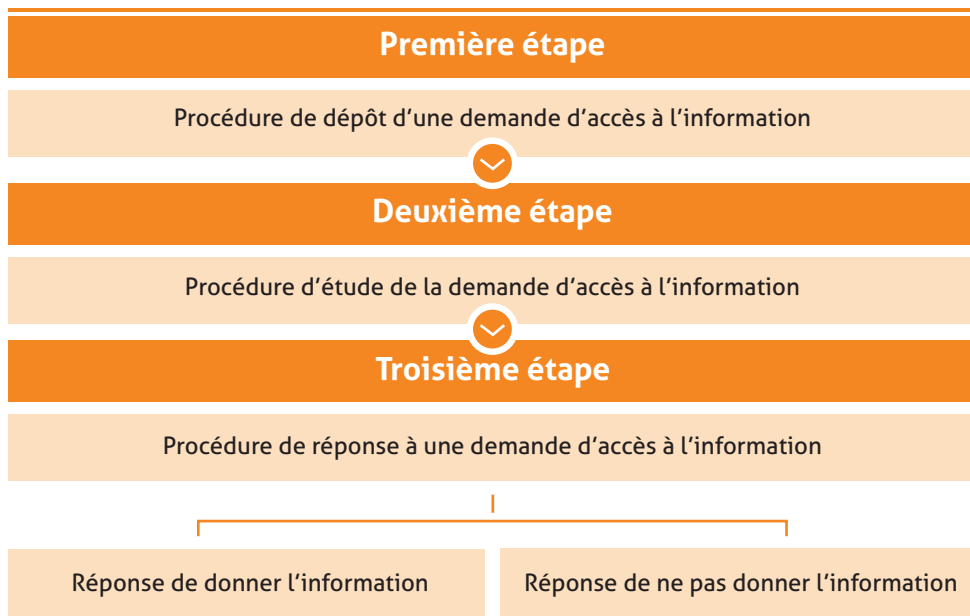 Première étape
Procédure de dépôt d'une demande d'accès à l'information
Deuxième étape
Procédure d'étude de la demande d'accès à l'information
Troisième étape
Procédure de réponse à une demande d'accès à l'information
Réponse de donner l'information
Réponse de ne pas donner l'information